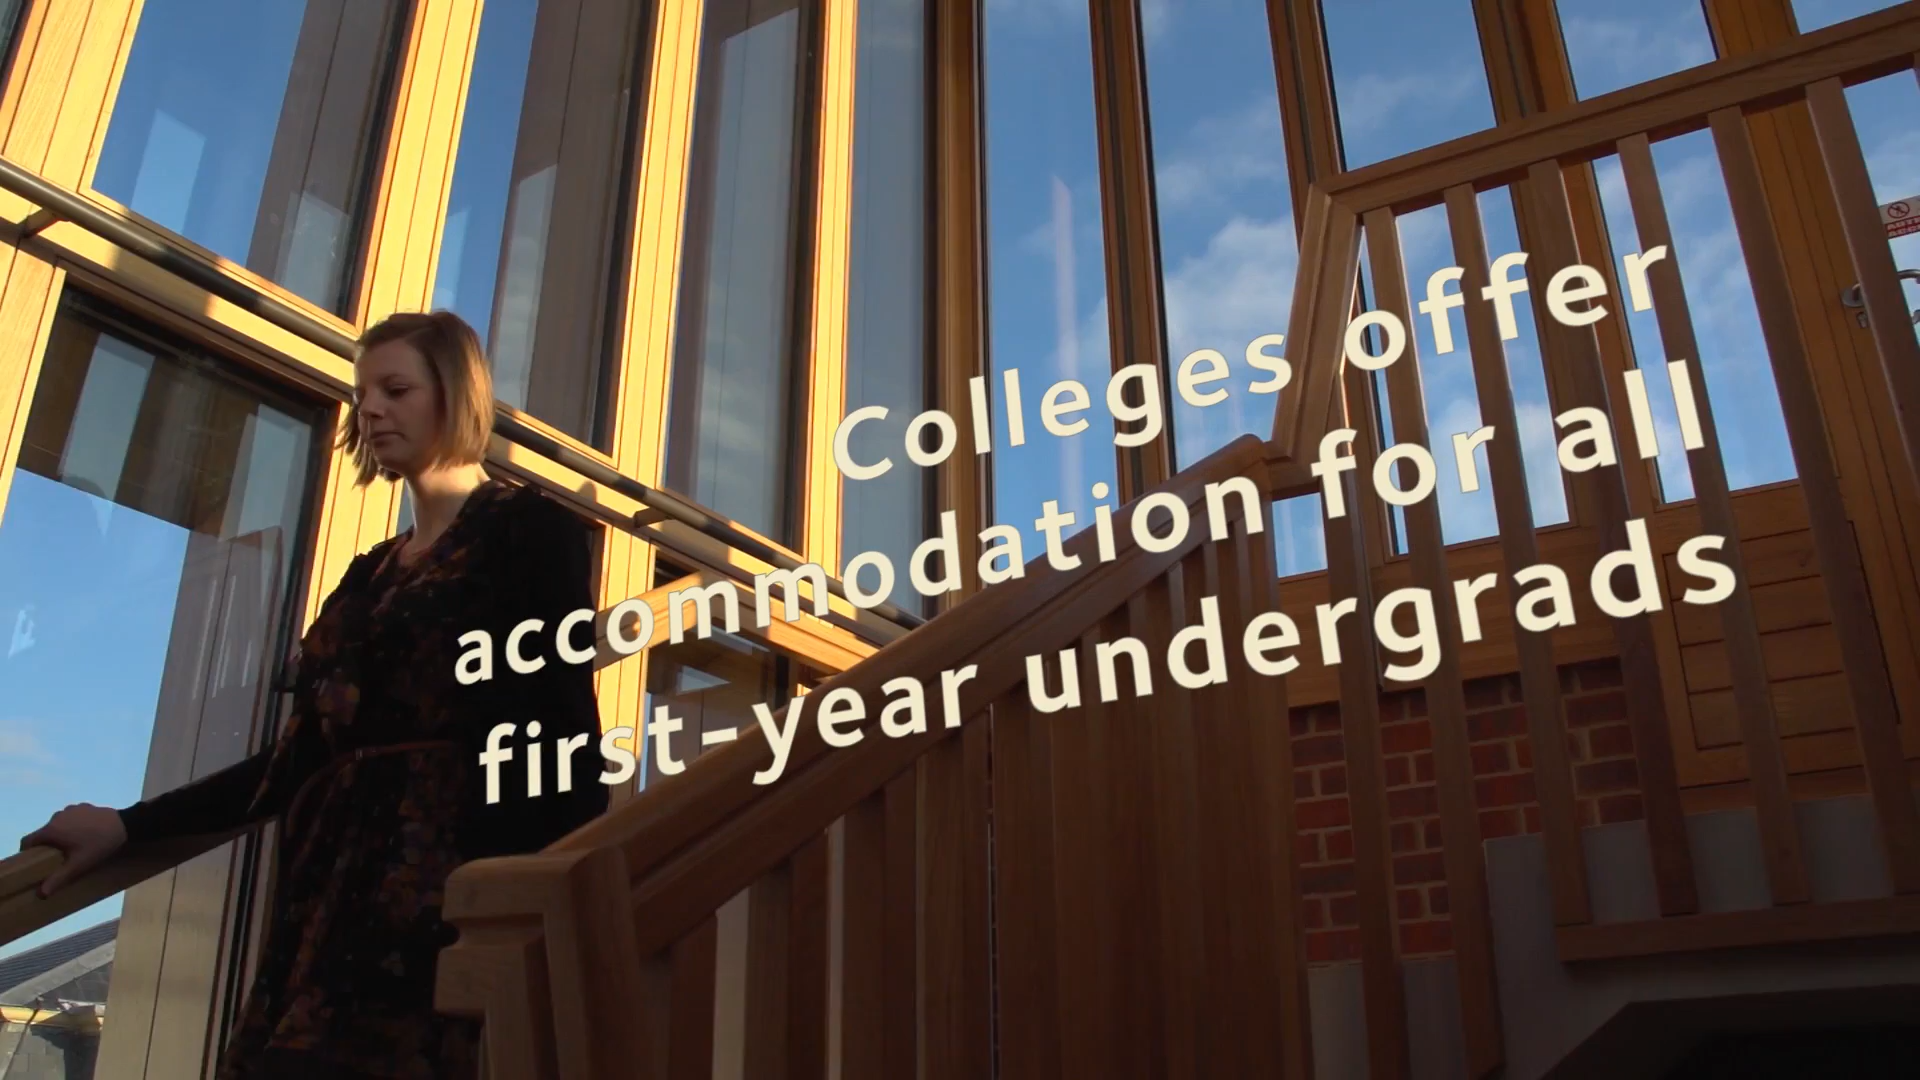 Colleges offer
accommodation for all
first-year undergrads